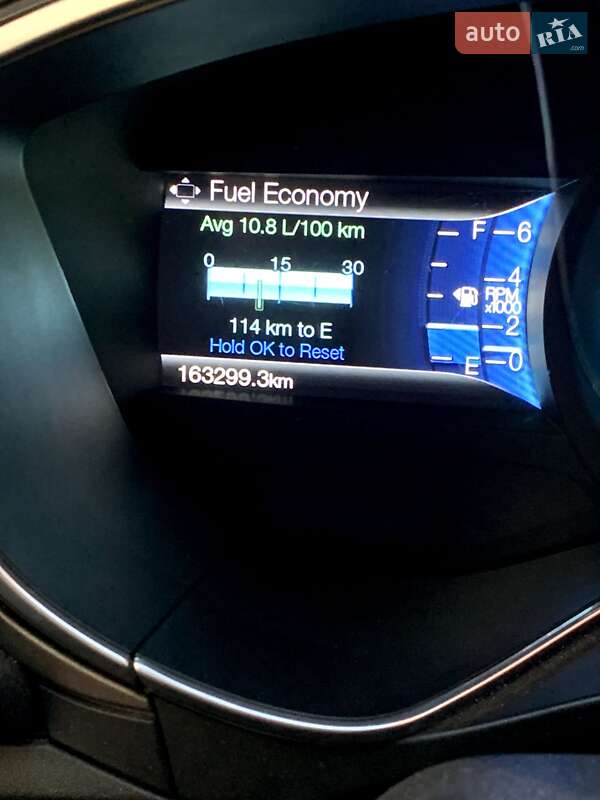 auto RIA .com
Fuel Economy
Avg 10.8 L/100 km
0 15 30
114 km to E
Hold OK to Reset
163299.3km
F
E
6
4
RPM
x1000
2
0